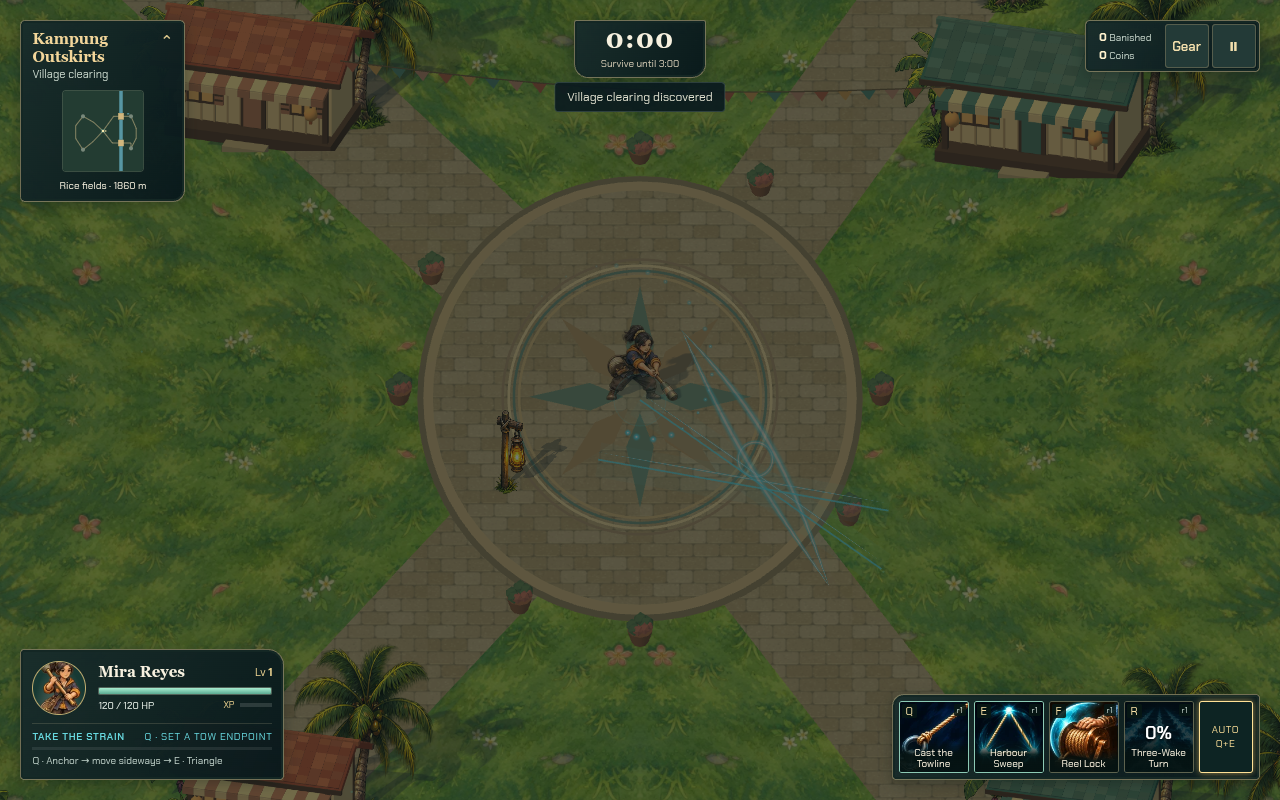 Kampung
Outskirts
Village clearing
Rice fields · 1860 m
0:00
Survive until 3:00
Village clearing discovered
0 Banished
0 Coins
Gear
Mira Reyes
Lv 1
120 / 120 HP
XP
TAKE THE STRAIN
Q · SET A TOW ENDPOINT
Q · Anchor → move sideways → E · Triangle
Q
r1
Cast the
Towline
E
r1
Harbour
Sweep
F
r1
Reel Lock
R
r1
0%
Three-Wake
Turn
AUTO
Q+E